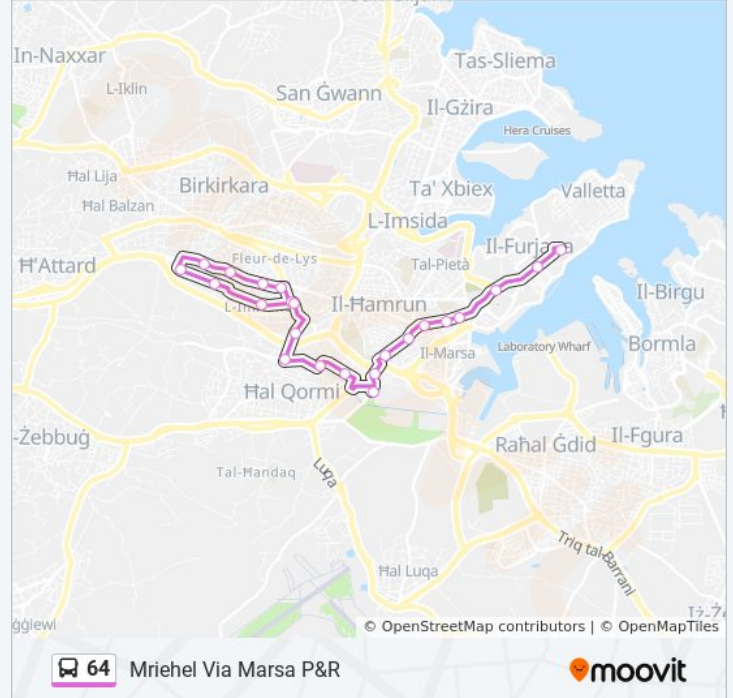 In-Naxxar
Tas-Sliema
L-Iklin
San Ġwann
Il-Gżira
Hera Cruises
Ħal Lija
Birkirkara
Ta' Xbiex
Valletta
Ħal Balzan
L-Imsida
Il-Furjana
Ħ'Attard
Fleur-de-Lys
Tal-Pietà
Il-Birgu
Il-Ħamrun
Il-Marsa
Laboratory Wharf
Bormla
Ħal Qormi
-Żebbuġ
Raħal Ġdid
Il-Fgura
Tal-Ħandaq
Luqa
Triq tal-Barrani
Ħal Luqa
iġġiewi
Iż-Ż
© OpenStreetMap contributors | © OpenMapTiles
64 Mriehel Via Marsa P&R
moovit